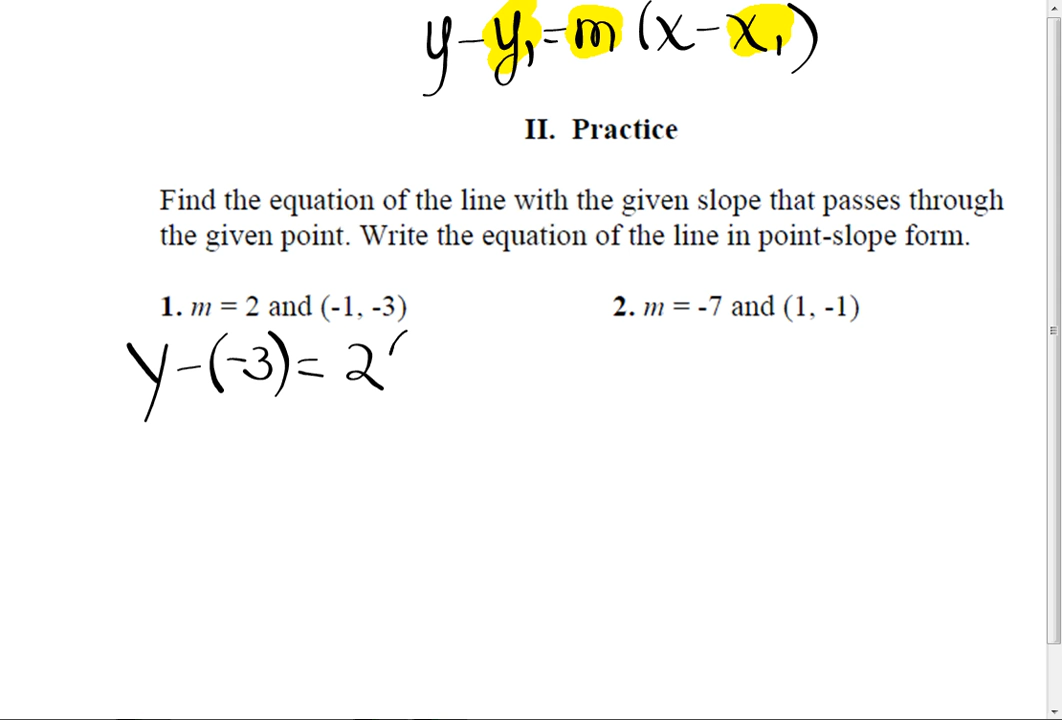 y - y₁ = m (x - x₁)
II. Practice
Find the equation of the line with the given slope that passes through
the given point. Write the equation of the line in point-slope form.
1. m = 2 and (-1, -3)
2. m = -7 and (1, -1)
y - (-3) = 2(